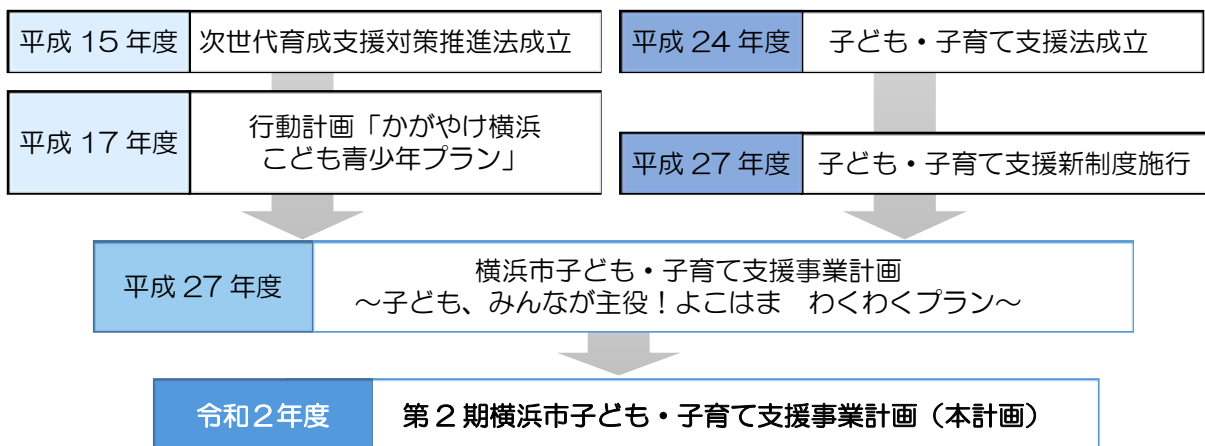 平成 15 年度 次世代育成支援対策推進法成立
平成 17 年度 行動計画「かがやけ横浜
こども青少年プラン」
平成 24 年度 子ども・子育て支援法成立
平成 27 年度 子ども・子育て支援新制度施行
平成 27 年度 横浜市子ども・子育て支援事業計画
～子ども、みんなが主役！よこはま　わくわくプラン～
令和２年度 第２期横浜市子ども・子育て支援事業計画（本計画）